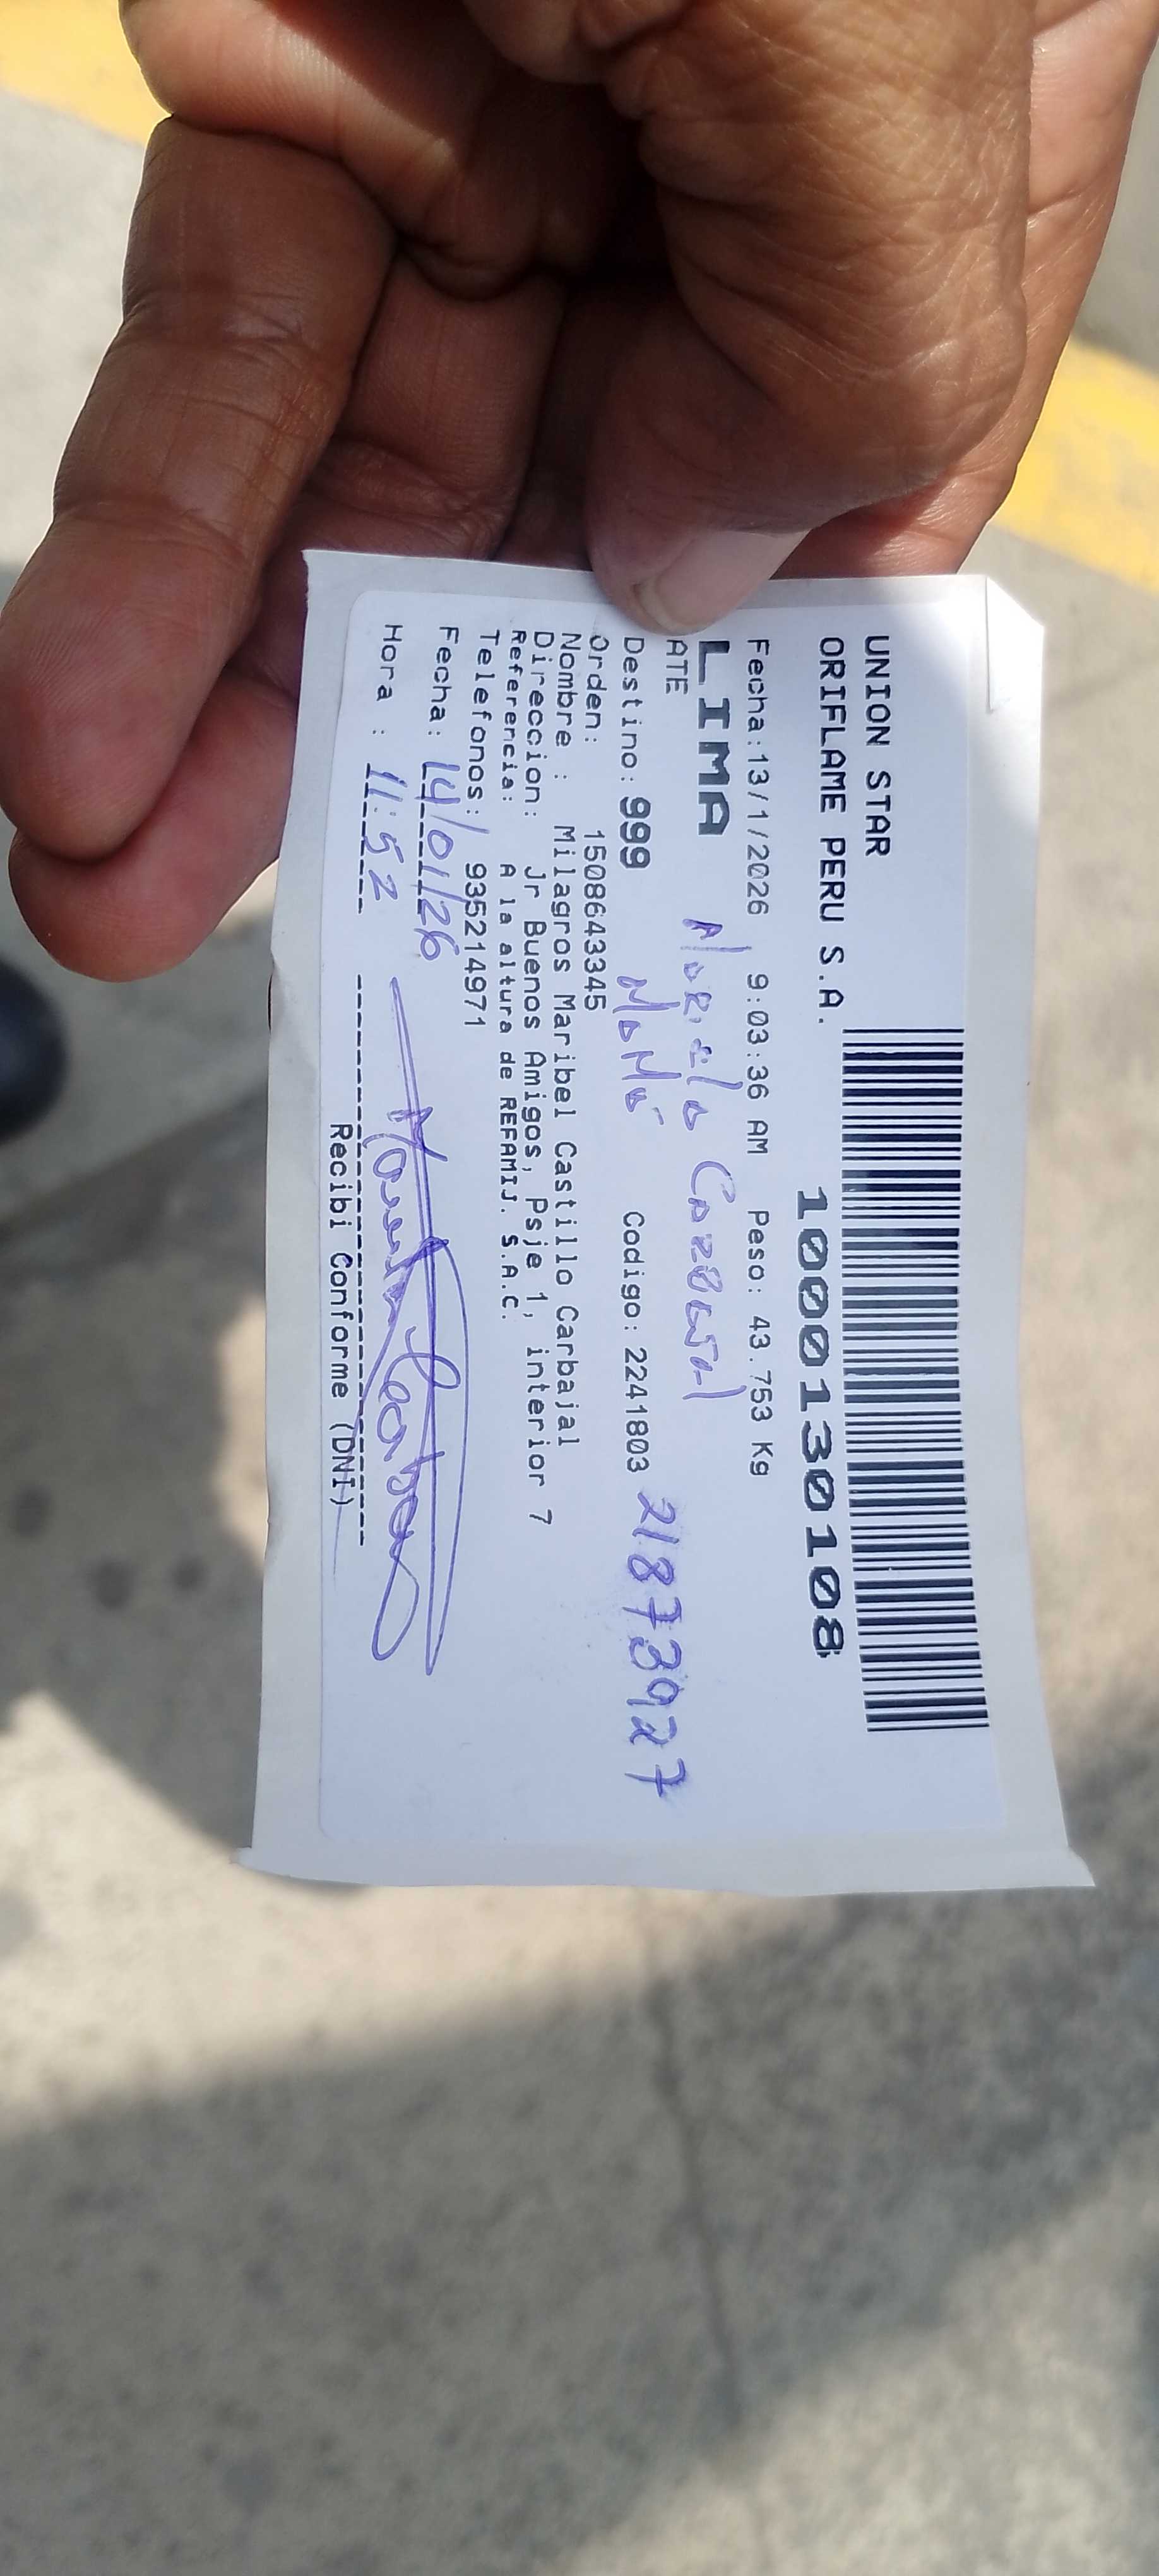 UNION STAR
ORIFLAME PERU S.A.
1000130108
Fecha:13/1/2026 9:03:36 AM Peso: 43.753 Kg
LIMA
ATE
Destino: 999 Mamá Codigo: 2241803 21873927
Orden: 1508643345
Nombre : Milagros Maribel Castillo Carbajal
Direccion: Jr Buenos Amigos, Psje 1, interior 7
Referencia: A la altura de REFAMIJ. S.A.C.
Telefonos: 935214971
Fecha: 14/01/26
Hora : 11:52
Recibi Conforme (DNI)